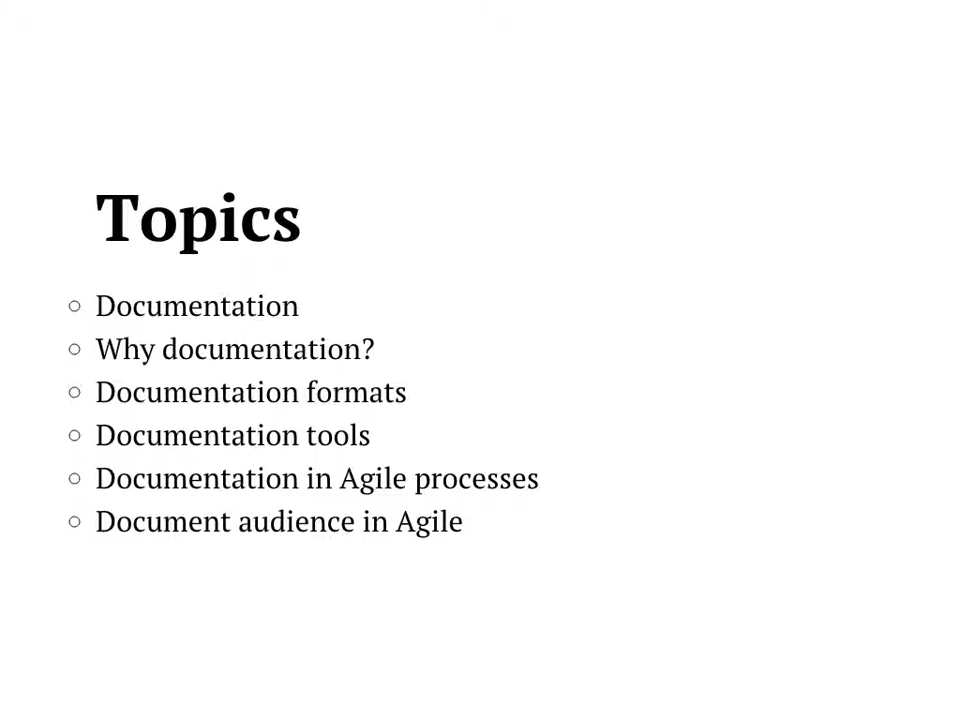 Topics
Documentation
Why documentation?
Documentation formats
Documentation tools
Documentation in Agile processes
Document audience in Agile